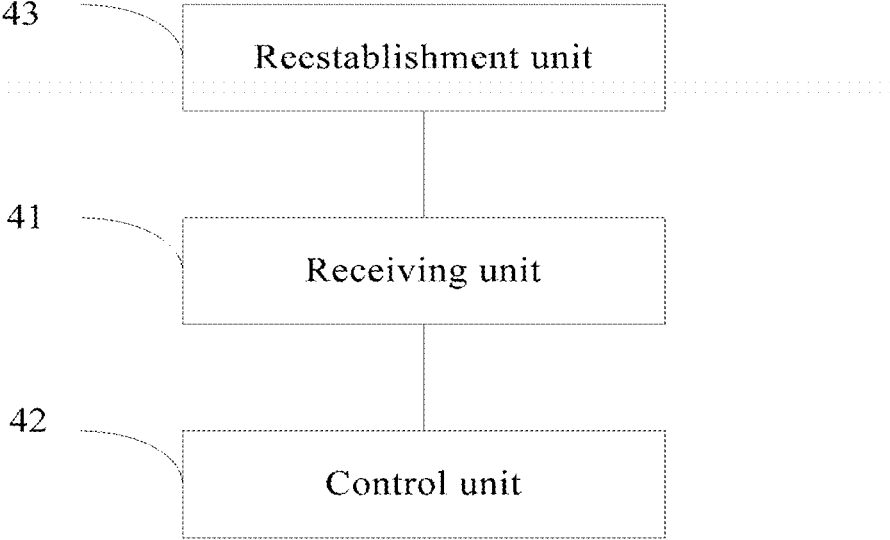 43
Reestablishment unit
41
Receiving unit
42
Control unit